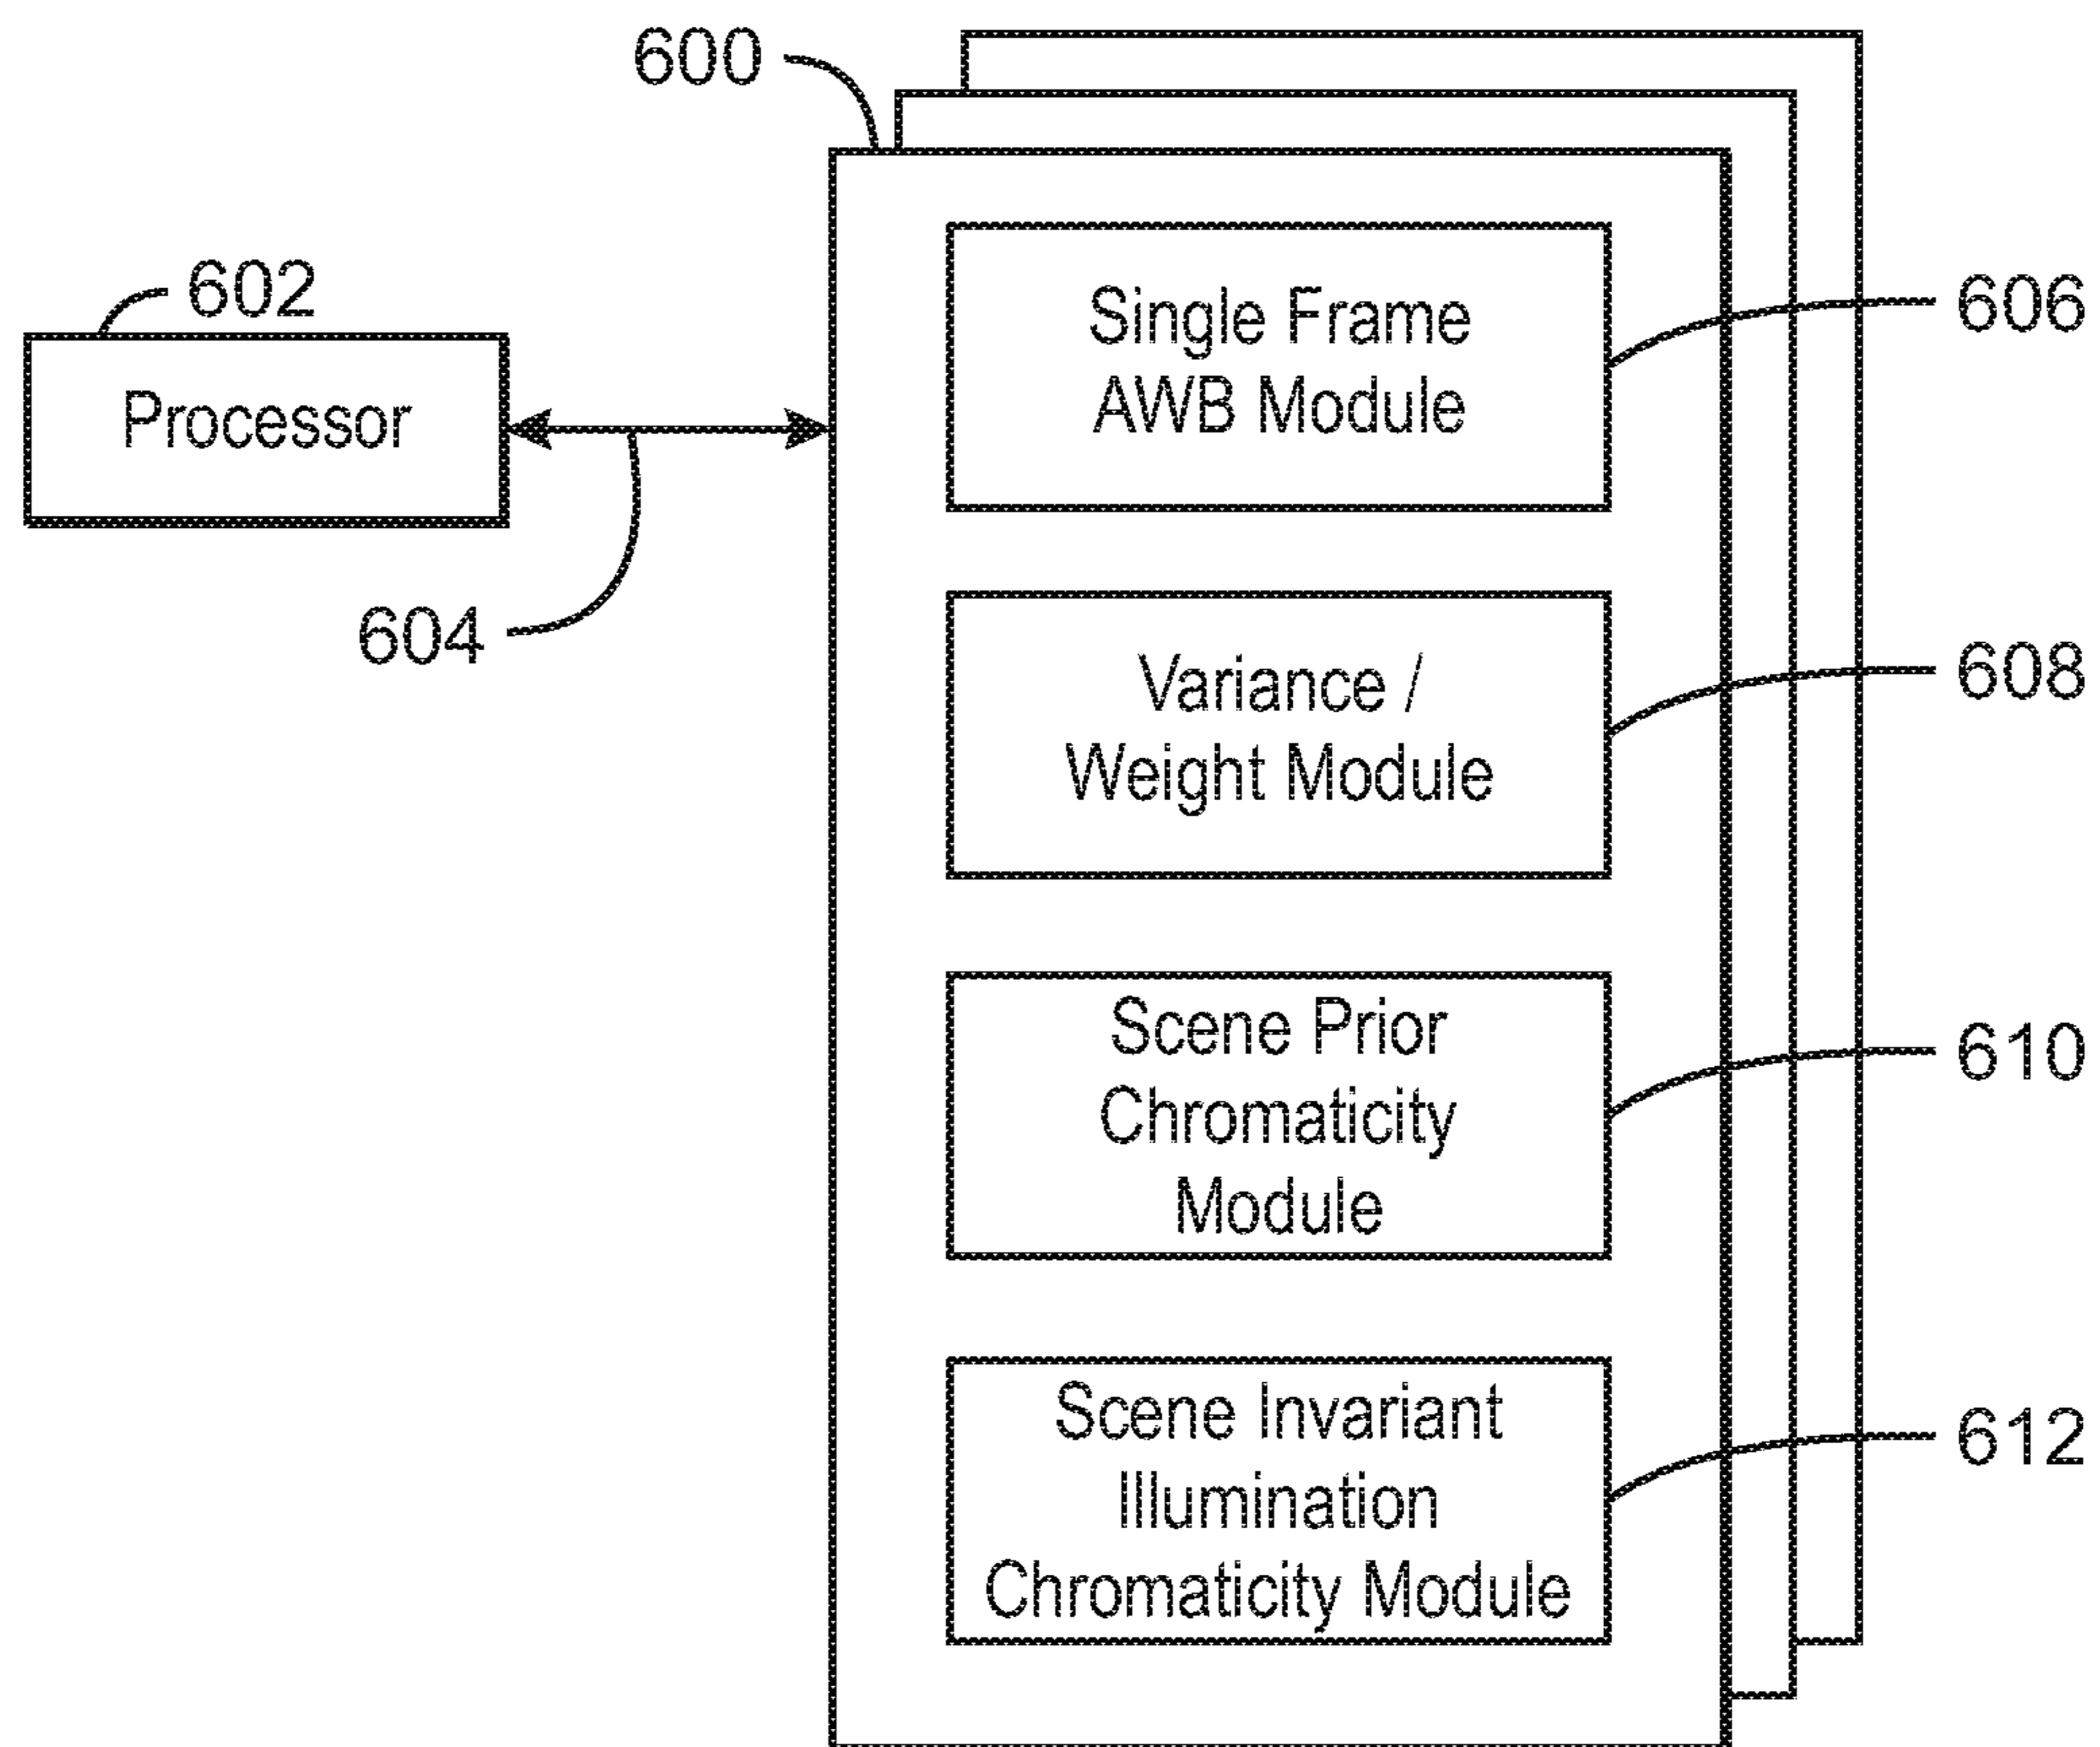 600
602
Processor
604
Single Frame
AWB Module
606
Variance /
Weight Module
608
Scene Prior
Chromaticity
Module
610
Scene Invariant
Illumination
Chromaticity Module
612